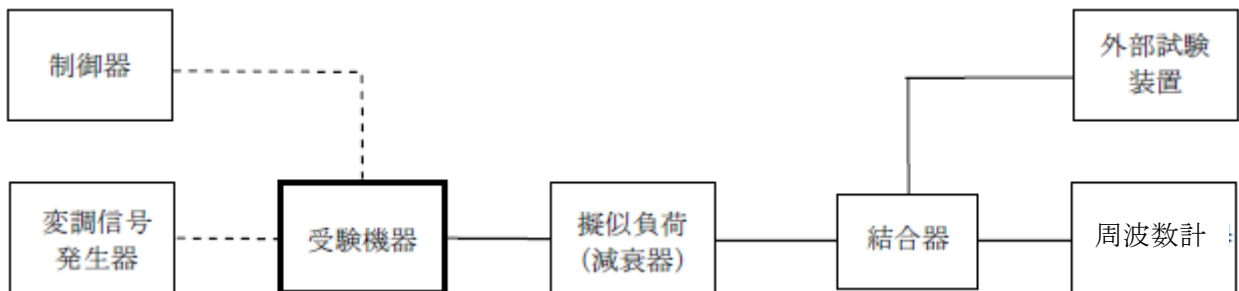 制御器
外部試験
装置
変調信号
発生器
受験機器
擬似負荷
(減衰器)
結合器
周波数計